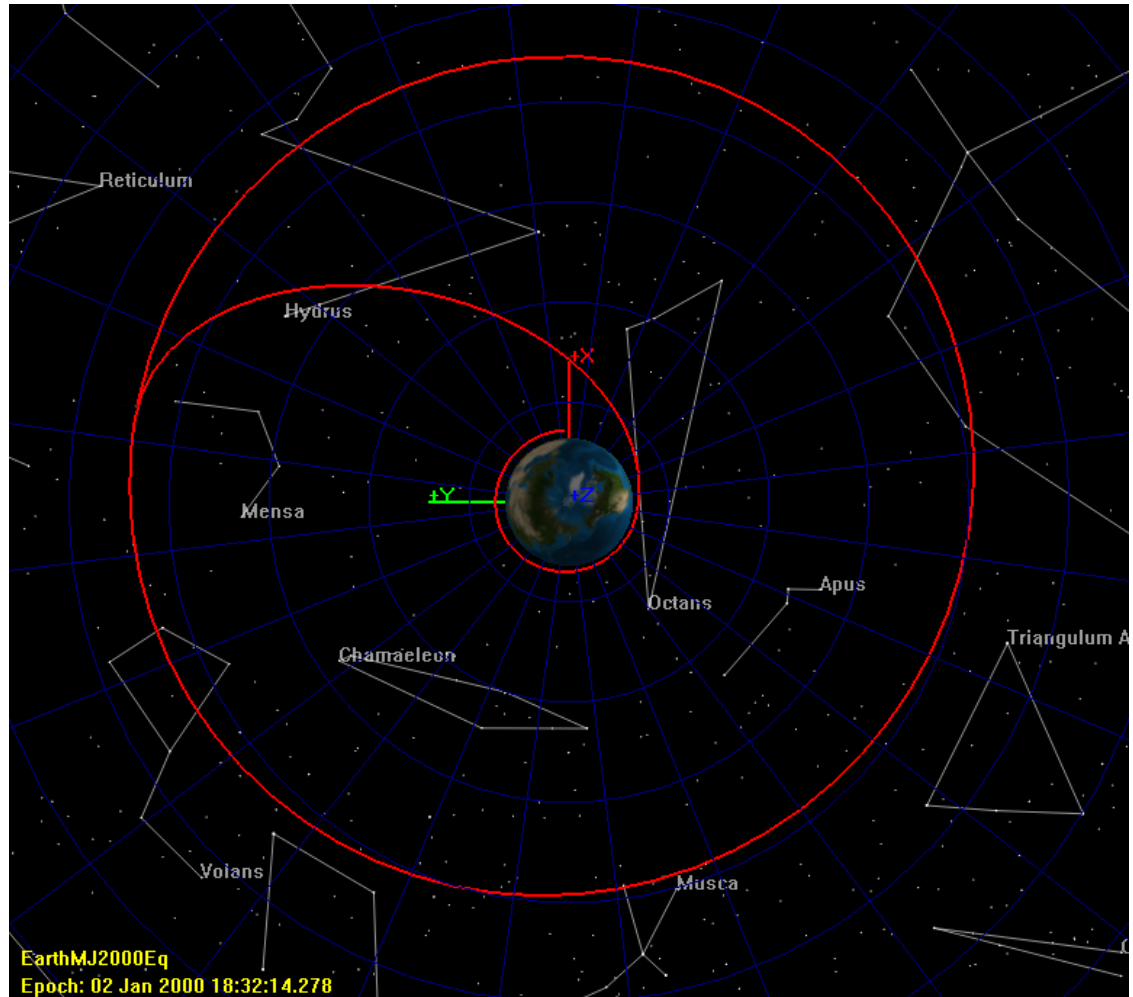 Reticulum
Hydrus
+X
+Y
+Z
Mensa
Apus
Octans
Triangulum A
Chamaeleon
Volans
Musca
EarthMJ2000Eq
Epoch: 02 Jan 2000 18:32:14.278